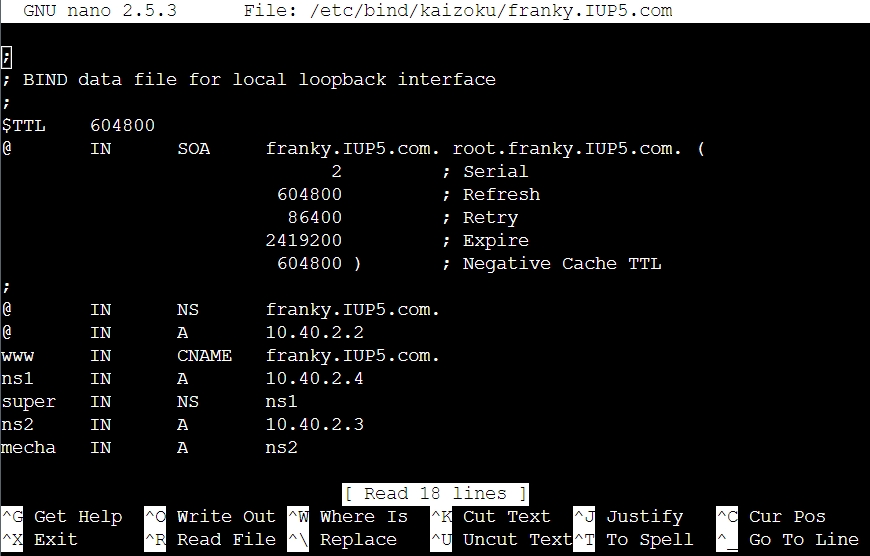 GNU nano 2.5.3 File: /etc/bind/kaizoku/franky.IUP5.com
;
; BIND data file for local loopback interface
;
$TTL 604800
@ IN SOA franky.IUP5.com. root.franky.IUP5.com. (
2 ; Serial
604800 ; Refresh
86400 ; Retry
2419200 ; Expire
604800 ) ; Negative Cache TTL
;
@ IN NS franky.IUP5.com.
@ IN A 10.40.2.2
www IN CNAME franky.IUP5.com.
ns1 IN A 10.40.2.4
super IN NS ns1
ns2 IN A 10.40.2.3
mecha IN A ns2
[ Read 18 lines ]
^G Get Help ^O Write Out ^W Where Is ^K Cut Text ^J Justify ^C Cur Pos
^X Exit ^R Read File ^\ Replace ^U Uncut Text ^T To Spell ^_ Go To Line